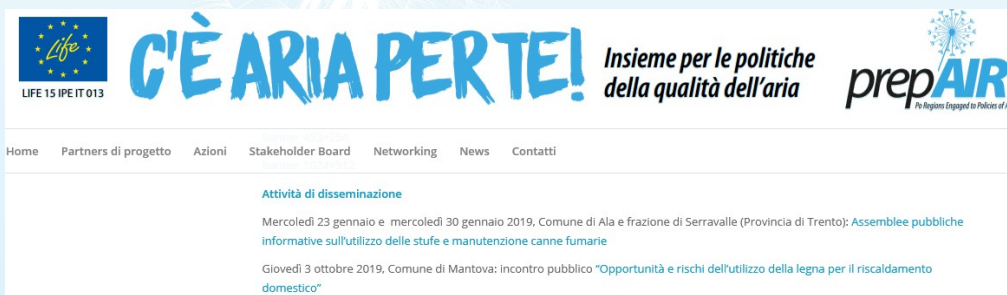 Life
LIFE 15 IPE IT 013
C'È ARIA PER TE!
Insieme per le politiche
della qualità dell'aria
prepAIR
Po Regions Engaged to Policies of
Home Partners di progetto Azioni Stakeholder Board Networking News Contatti
Attività di disseminazione
Mercoledì 23 gennaio e mercoledì 30 gennaio 2019, Comune di Ala e frazione di Serravalle (Provincia di Trento): Assemblee pubbliche
informative sull'utilizzo delle stufe e manutenzione canne fumarie
Giovedì 3 ottobre 2019, Comune di Mantova: incontro pubblico "Opportunità e rischi dell'utilizzo della legna per il riscaldamento
domestico"